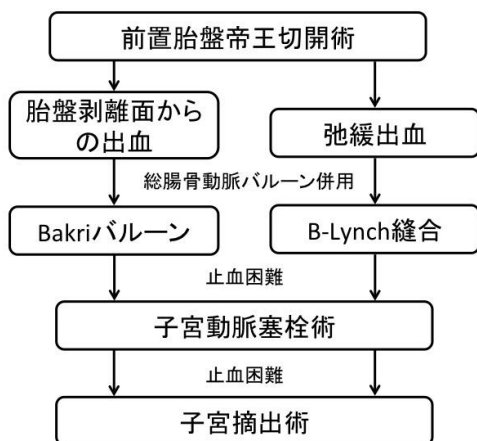 前置胎盤帝王切開術
胎盤剥離面から
の出血
弛緩出血
総腸骨動脈バルーン併用
Bakriバルーン
B-Lynch縫合
止血困難
子宮動脈塞栓術
止血困難
子宮摘出術